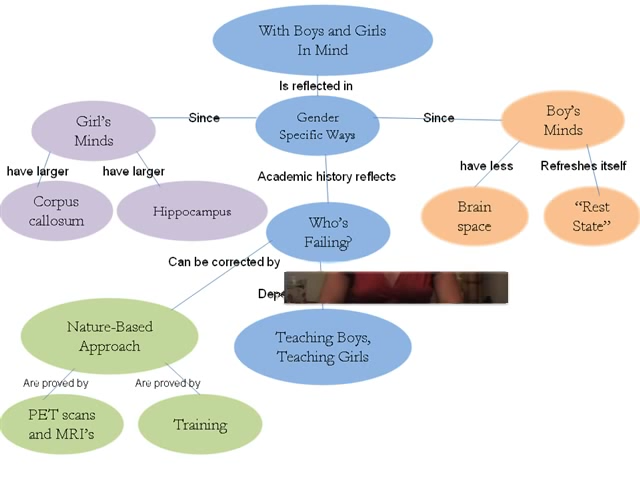 With Boys and Girls
In Mind
Is reflected in
Girl's
Minds
Since
Gender
Specific Ways
Since
Boy's
Minds
have larger
have larger
have less
Refreshes itself
Academic history reflects
Corpus
callosum
Hippocampus
Who's
Failing?
Brain
space
"Rest
State"
Can be corrected by
Nature-Based
Approach
Teaching Boys,
Teaching Girls
Are proved by
Are proved by
PET scans
and MRI's
Training